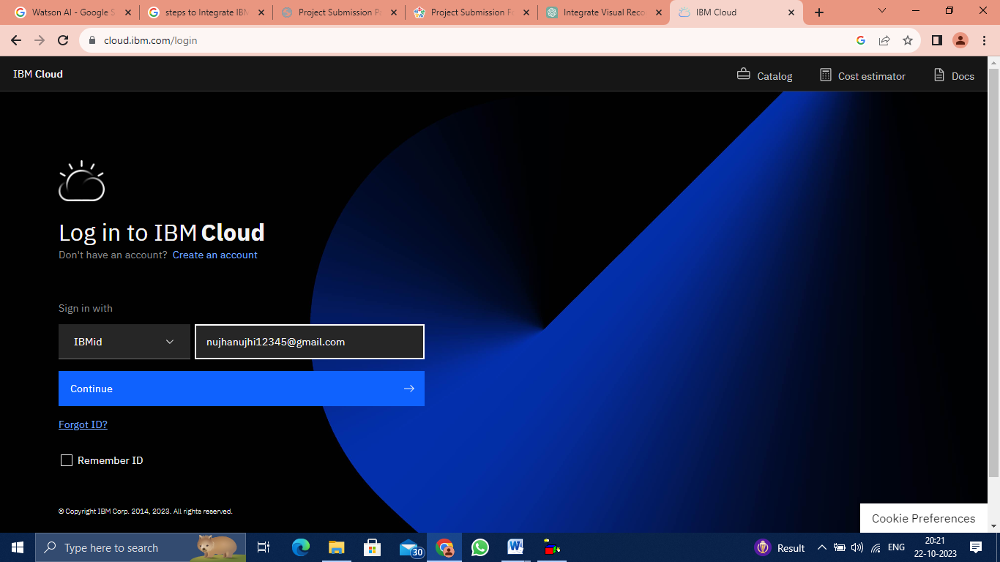 Watson AI - Google S
steps to Integrate IBM
Project Submission Pa
Project Submission Fo
Integrate Visual Reco
IBM Cloud
cloud.ibm.com/login
IBM Cloud
Catalog
Cost estimator
Docs
Log in to IBM Cloud
Don't have an account? Create an account
Sign in with
IBMid
nujhanujhi12345@gmail.com
Continue
Forgot ID?
Remember ID
© Copyright IBM Corp. 2014, 2023. All rights reserved.
Cookie Preferences
Type here to search
30
Result
ENG
20:21
22-10-2023